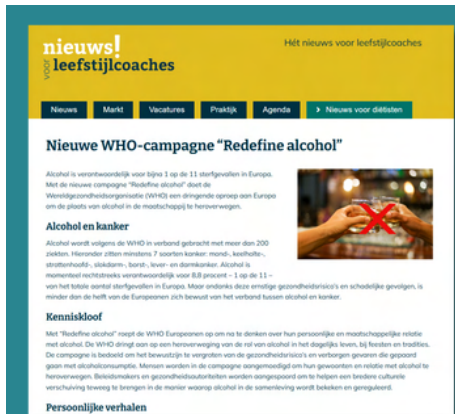 nieuws!
voor leefstijlcoaches
Hét nieuws voor leefstijlcoaches
Nieuws Markt Vacatures Praktijk Agenda > Nieuws voor diëtisten
Nieuwe WHO-campagne “Redefine alcohol”
Alcohol is verantwoordelijk voor bijna 1 op de 11 sterfgevallen in Europa.
Met de nieuwe campagne “Redefine alcohol” doet de
Wereldgezondheidsorganisatie (WHO) een dringende oproep aan Europa
om de plaats van alcohol in de maatschappij te heroverwegen.
Alcohol en kanker
Alcohol wordt volgens de WHO in verband gebracht met meer dan 200
ziekten. Hieronder zitten minstens 7 soorten kanker: mond-, keelholte-,
strottenhoofd-, slokdarm-, borst-, lever- en darmkanker. Alcohol is
momenteel rechtstreeks verantwoordelijk voor 8,8 procent – 1 op de 11 –
van het totale aantal sterfgevallen in Europa. Maar ondanks deze ernstige gezondheidsrisico's en schadelijke gevolgen, is
minder dan de helft van de Europeanen zich bewust van het verband tussen alcohol en kanker.
Kenniskloof
Met “Redefine alcohol” roept de WHO Europeanen op om na te denken over hun persoonlijke en maatschappelijke relatie
met alcohol. De WHO dringt aan op een heroverweging van de rol van alcohol in het dagelijks leven, bij feesten en tradities.
De campagne is bedoeld om het bewustzijn te vergroten van de gezondheidsrisico's en verborgen gevaren die gepaard
gaan met alcoholconsumptie. Mensen worden in de campagne aangemoedigd om hun gewoonten en relatie met alcohol te
heroverwegen. Beleidsmakers en gezondheidsautoriteiten worden aangespoord om te helpen een bredere culturele
verschuiving teweeg te brengen in de manier waarop alcohol in de samenleving wordt bekeken en gereguleerd.
Persoonlijke verhalen